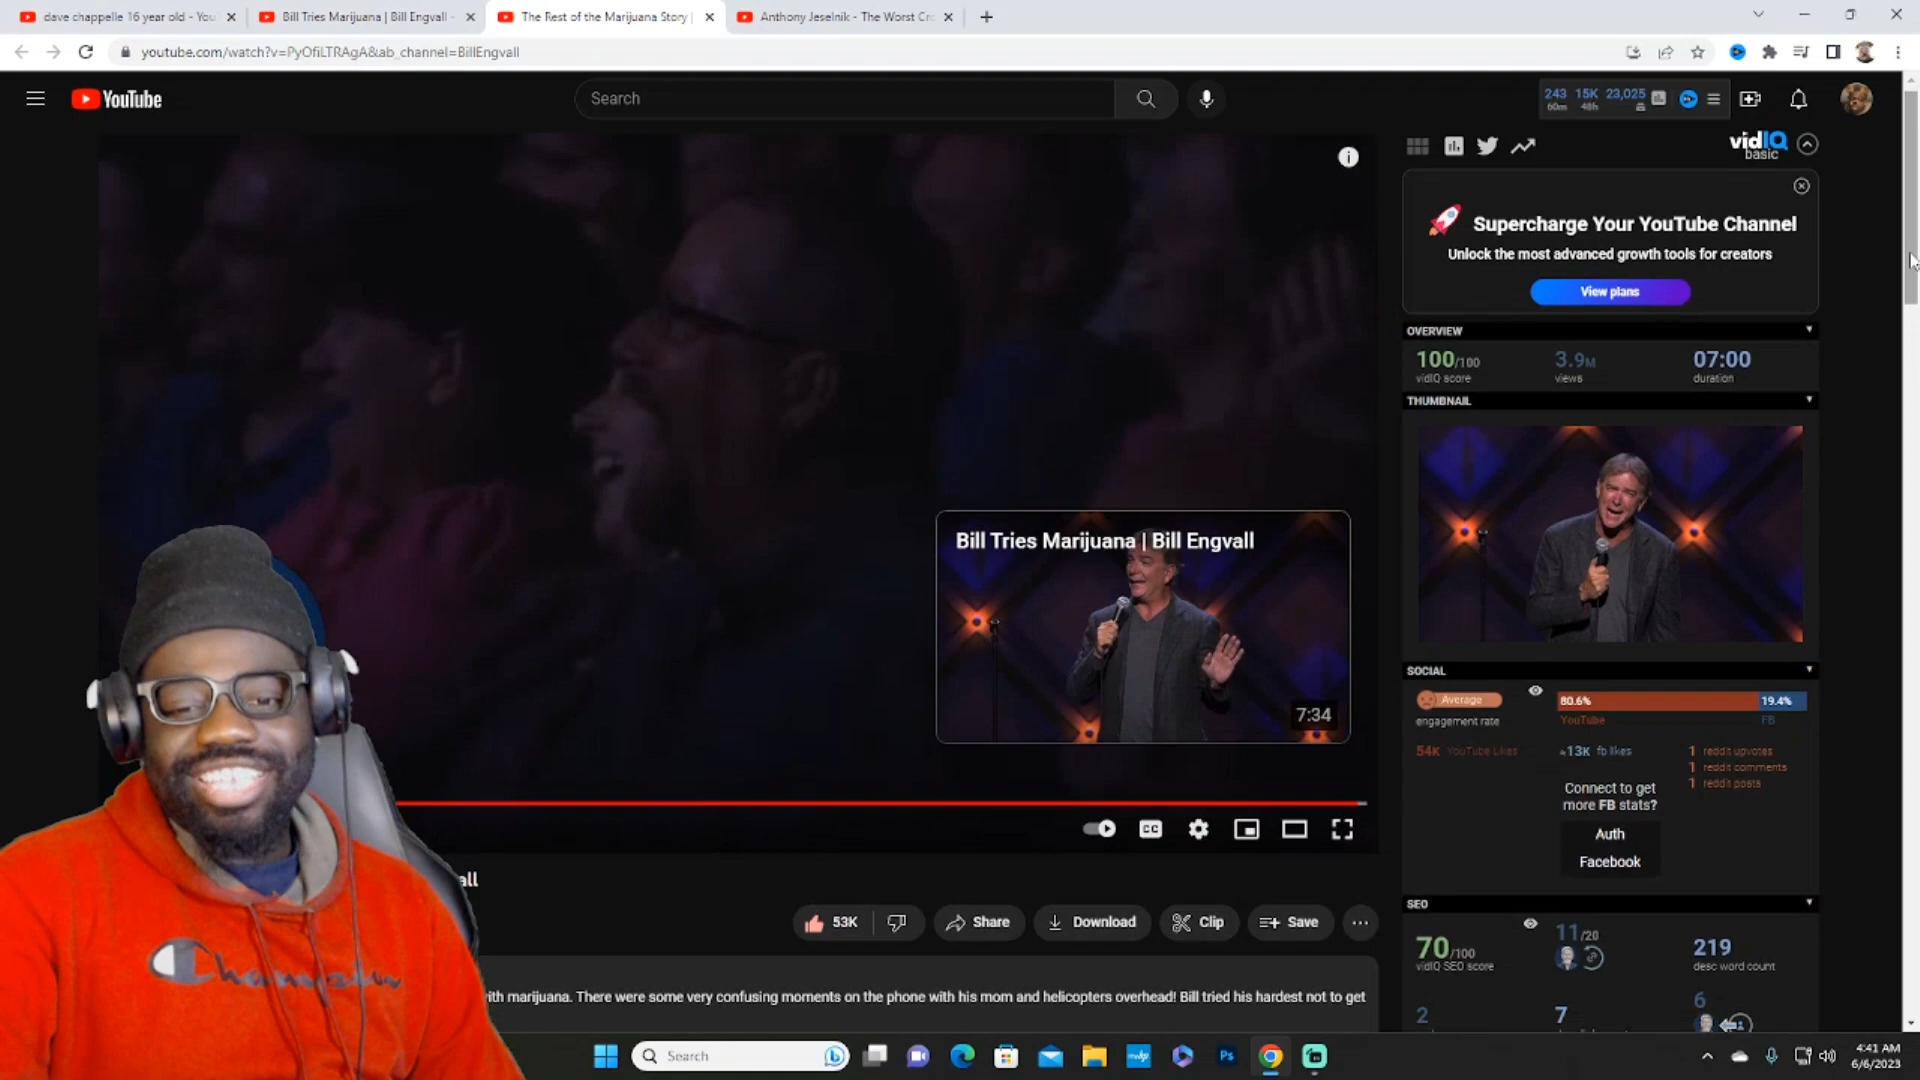 dave chappelle 16 year old - You
Bill Tries Marijuana | Bill Engvall -
The Rest of the Marijuana Story |
Anthony Jeselnik - The Worst Cr
youtube.com/watch?v=PyOfiLTRAgA&ab_channel=BillEngvall
YouTube
Search
243 15K 23,025
60m 48h
vidIQ
basic
Supercharge Your YouTube Channel
Unlock the most advanced growth tools for creators
View plans
OVERVIEW
100/100 3.9M 07:00
vidIQ score views duration
THUMBNAIL
Bill Tries Marijuana | Bill Engvall
7:34
SOCIAL
Average 80.6% 19.4%
engagement rate YouTube FB
54K YouTube Likes ≈13K fb likes 1 reddit upvotes
1 reddit comments
1 reddit posts
Connect to get
more FB stats?
Auth
Facebook
all
53K Share Download Clip Save
SEO
70/100 11/20 219
vidIQ SEO score desc word count
2 7 6
ith marijuana. There were some very confusing moments on the phone with his mom and helicopters overhead! Bill tried his hardest not to get
Champion
Search
Ps
4:41 AM
6/6/2023